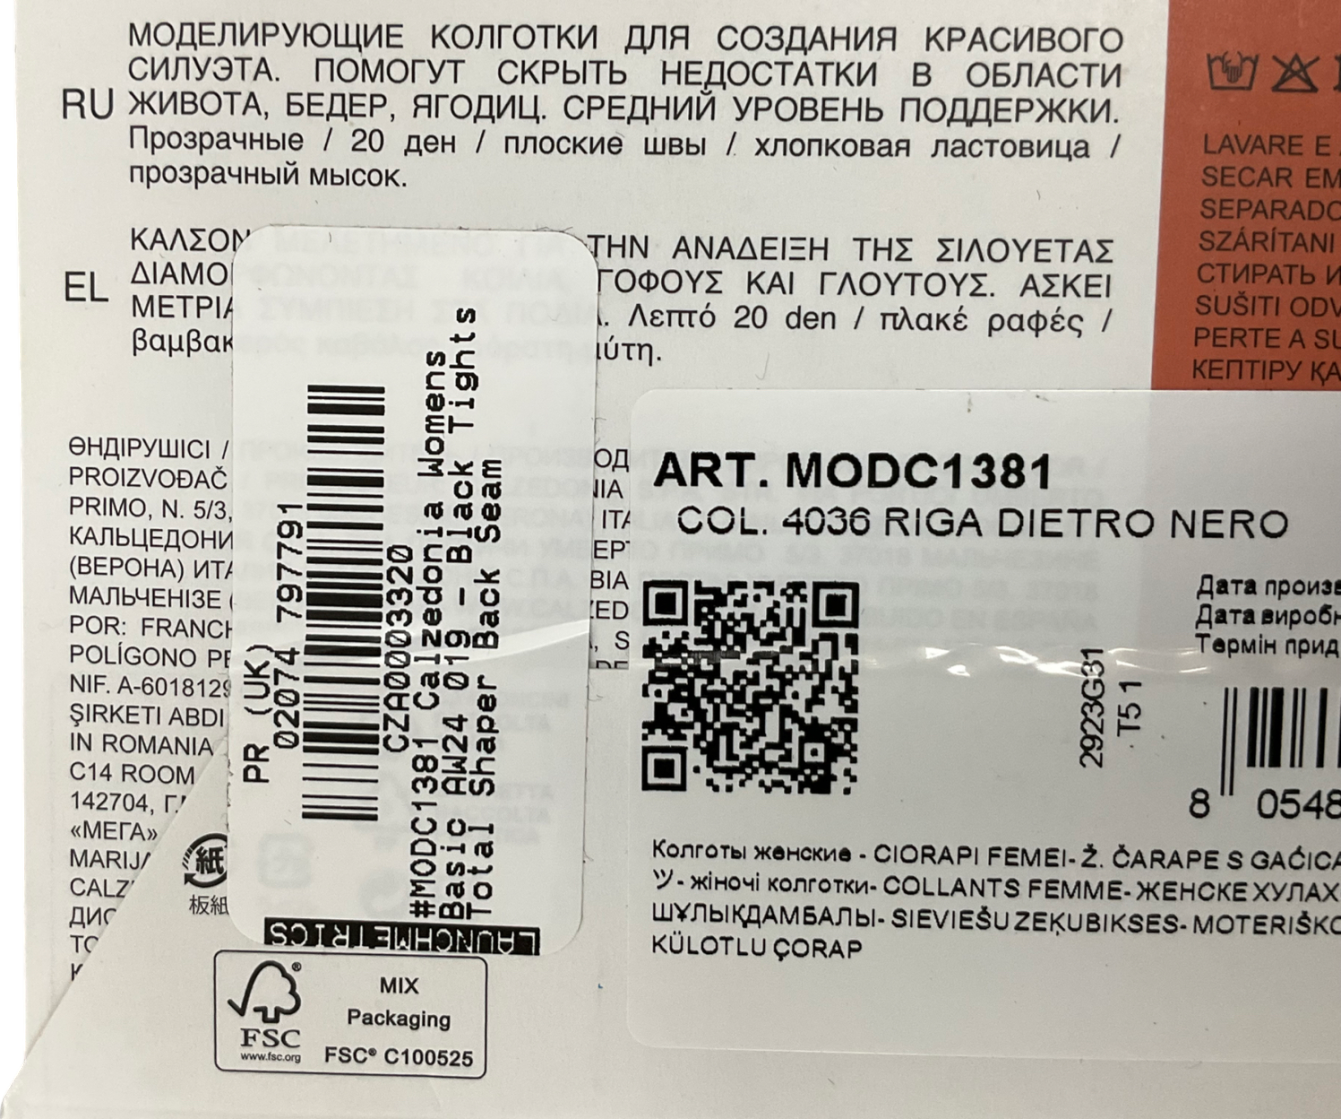 МОДЕЛИРУЮЩИЕ КОЛГОТКИ ДЛЯ СОЗДАНИЯ КРАСИВОГО
СИЛУЭТА. ПОМОГУТ СКРЫТЬ НЕДОСТАТКИ В ОБЛАСТИ
RU ЖИВОТА, БЕДЕР, ЯГОДИЦ. СРЕДНИЙ УРОВЕНЬ ПОДДЕРЖКИ.
Прозрачные / 20 ден / плоские швы / хлопковая ластовица /
прозрачный мысок.
ΤΗΝ ΑΝΑΔΕΙΞΗ ΤΗΣ ΣΙΛΟΥΕΤΑΣ
EL
ΓΟΦΟΥΣ ΚΑΙ ΓΛΟΥΤΟΥΣ. ΑΣΚΕΙ
ΜΕΤΡΙΑ
Λεπτό 20 den / πλακέ ραφές /
LAVARE E
SECAR EM
SEPARADO
SZÁRÍTANI
СТИРАТЬ И
SUŠITI ODV
PERTE A SU
КЕПТІРУ ҚА
ӨНДІРУШІСІ /
PROIZVOĐAČ
PRIMO, N. 5/3,
КАЛЬЦЕДОНИ
(ВЕРОНА) ИТА
МАЛЬЧЕНІЗЕ
POR: FRANCH
POLÍGONO PE
NIF. A-6018129
ŞIRKETI ABDI
IN ROMANIA
C14 ROOM
142704, Г.
«МЕГА»
MARIJA
CALZ
ДИС
板紙
紙
PR (UK)
02074 797791
CZA0003320
#MODC1381 Calzedonia Womens
Basic AW24 019-Black Tights
Total Shaper Back Seam
LAUNCHMETRICS
FSC
www.fsc.org
MIX
Packaging
FSC® C100525
ART. MODC1381
COL. 4036 RIGA DIETRO NERO
Дата произв
Дата виробн
Термін прид
2923G31
T5 1
8 0548
Колготы женские - CIORAPI FEMEI- Ž. ČARAPE S GAĆICA
ツ- жіночі колготки- COLLANTS FEMME- ЖЕНСКЕ ХУЛАХ
ШҰЛЫҚДАМБАЛЫ- SIEVIEŠU ZEĶUBIKSES- MOTERIŠKO
KÜLOTLU ÇORAP